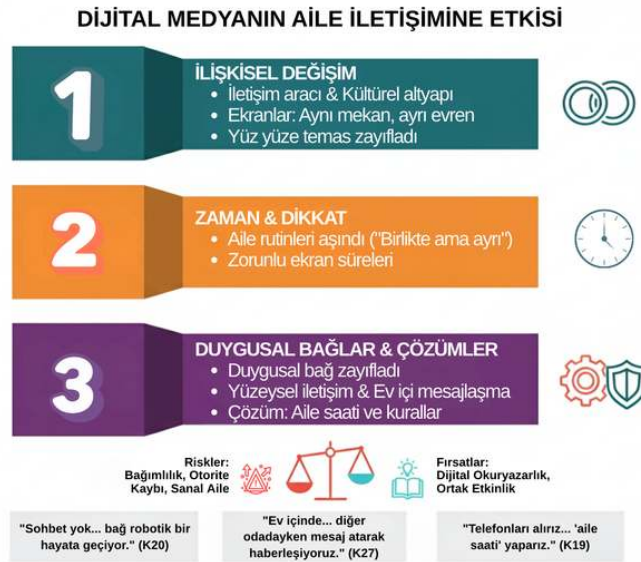 DİJİTAL MEDYANIN AİLE İLETİŞİMİNE ETKİSİ
1
İLİŞKİSEL DEĞİŞİM
• İletişim aracı & Kültürel altyapı
• Ekranlar: Aynı mekan, ayrı evren
• Yüz yüze temas zayıfladı
2
ZAMAN & DİKKAT
• Aile rutinleri aşındı ("Birlikte ama ayrı")
• Zorunlu ekran süreleri
3
DUYGUSAL BAĞLAR & ÇÖZÜMLER
• Duygusal bağ zayıfladı
• Yüzeysel iletişim & Ev içi mesajlaşma
• Çözüm: Aile saati ve kurallar
Riskler:
Bağımlılık, Otorite
Kaybı, Sanal Aile
Fırsatlar:
Dijital Okuryazarlık,
Ortak Etkinlik
"Sohbet yok... bağ robotik bir
hayata geçiyor." (K20)
"Ev içinde... diğer
odadayken mesaj atarak
haberleşiyoruz." (K27)
"Telefonları alırız... 'aile
saati' yaparız." (K19)